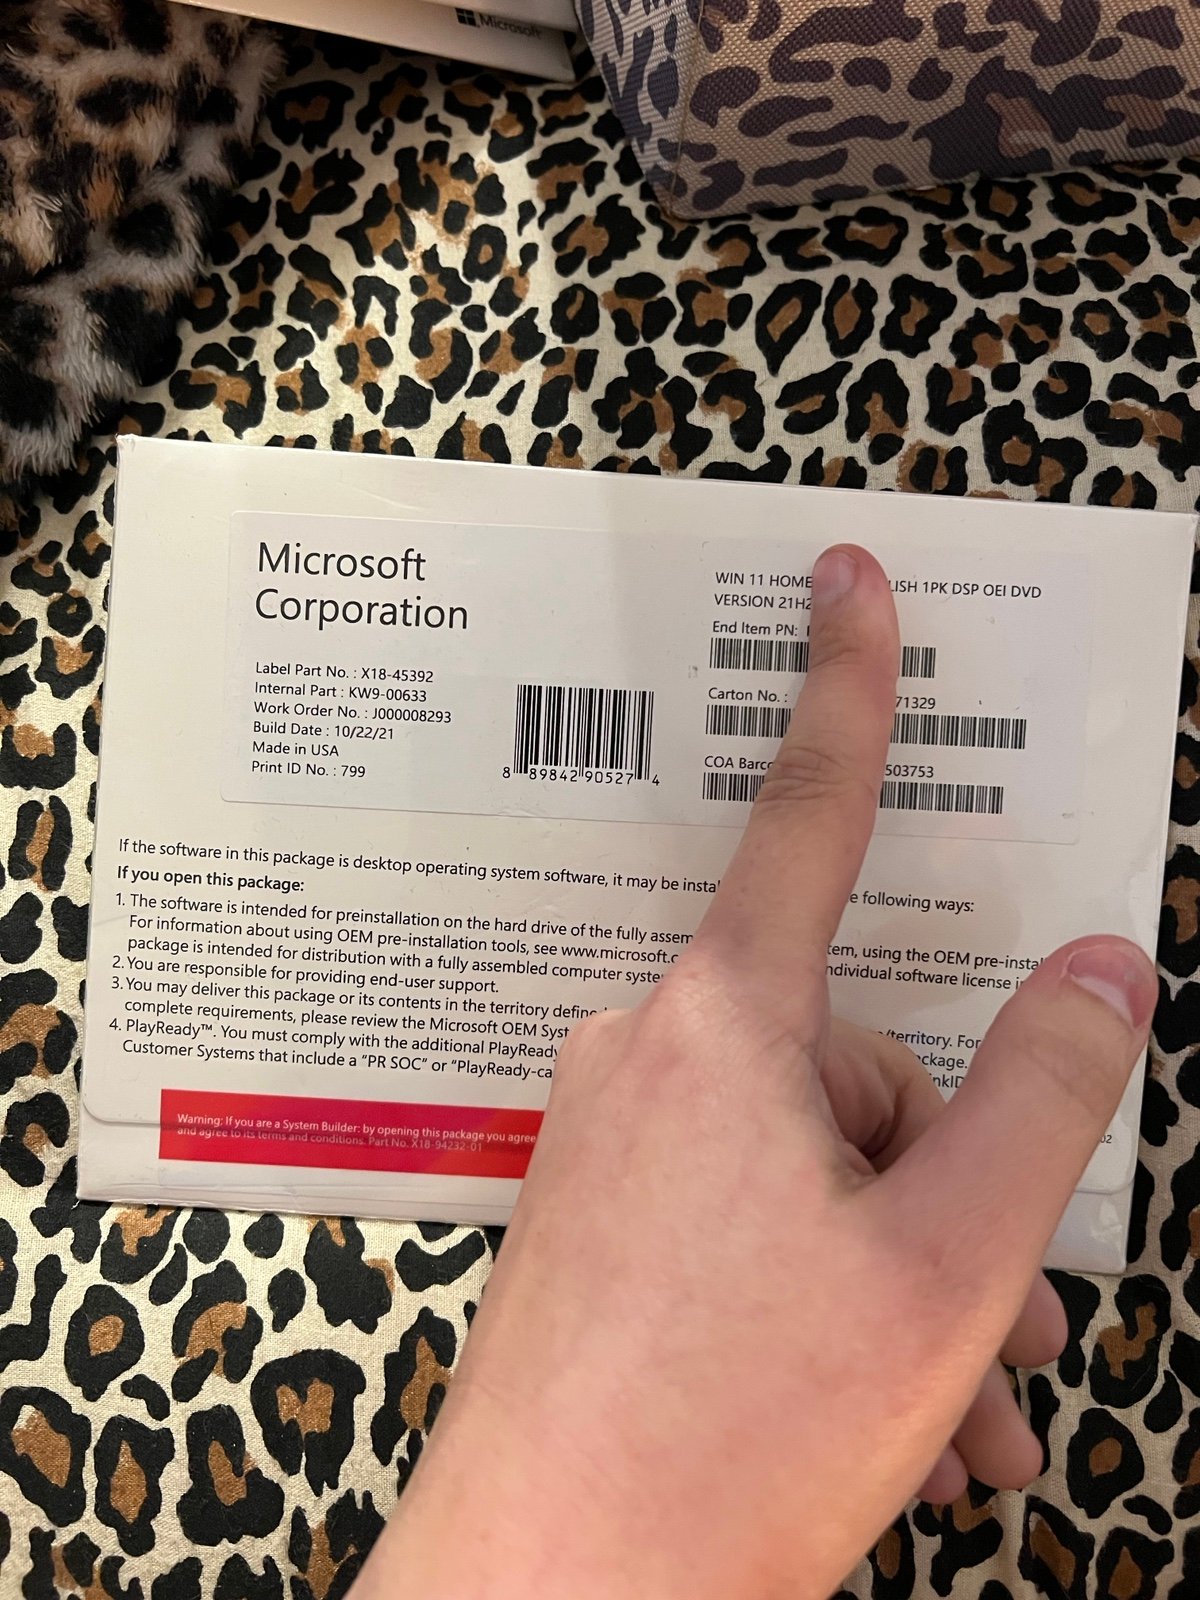 Microsoft
Microsoft
Corporation
Label Part No. : X18-45392
Internal Part : KW9-00633
Work Order No. : J000008293
Build Date : 10/22/21
Made in USA
Print ID No. : 799
8 89842 90527 4
WIN 11 HOME LISH 1PK DSP OEI DVD
VERSION 21H2
End Item PN:
Carton No. : 71329
COA Barco 503753
If the software in this package is desktop operating system software, it may be instal e following ways:
If you open this package:
1. The software is intended for preinstallation on the hard drive of the fully assem tem, using the OEM pre-instal
For information about using OEM pre-installation tools, see www.microsoft.c ndividual software license i
package is intended for distribution with a fully assembled computer syste
2. You are responsible for providing end-user support.
3. You may deliver this package or its contents in the territory define /territory. For
complete requirements, please review the Microsoft OEM Syst ckage.
4. PlayReady™. You must comply with the additional PlayReady nkID
Customer Systems that include a “PR SOC” or “PlayReady-ca
Warning: If you are a System Builder: by opening this package you agree
and agree to its terms and conditions. Part No. X18-94232-01
02